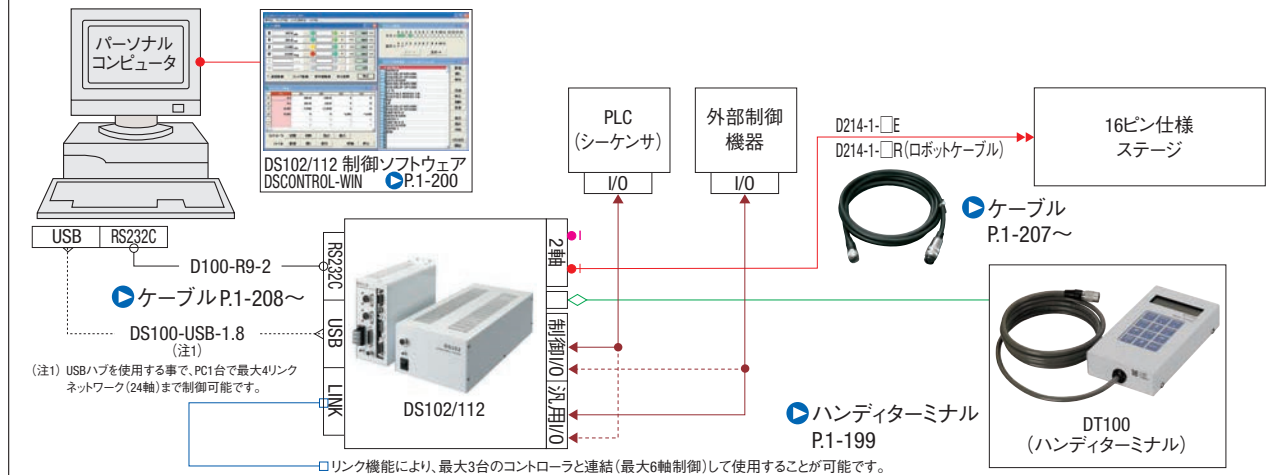 パーソナル
コンピュータ
DS102/112 制御ソフトウェア
DSCONTROL-WIN ▶P.1-200
PLC
(シーケンサ)
I/O
外部制御
機器
I/O
D214-1-□E
D214-1-□R(ロボットケーブル)
16ピン仕様
ステージ
▶ケーブル
P.1-207～
USB
RS232C
D100-R9-2
▶ケーブルP.1-208～
DS100-USB-1.8
(注1)
(注1) USBハブを使用する事で、PC1台で最大4リンク
ネットワーク(24軸)まで制御可能です。
RS232C
USB
LINK
2軸
制御I/O
汎用I/O
DS102/112
▶ハンディターミナル
P.1-199
DT100
(ハンディターミナル)
リンク機能により、最大3台のコントローラと連結(最大6軸制御)して使用することが可能です。